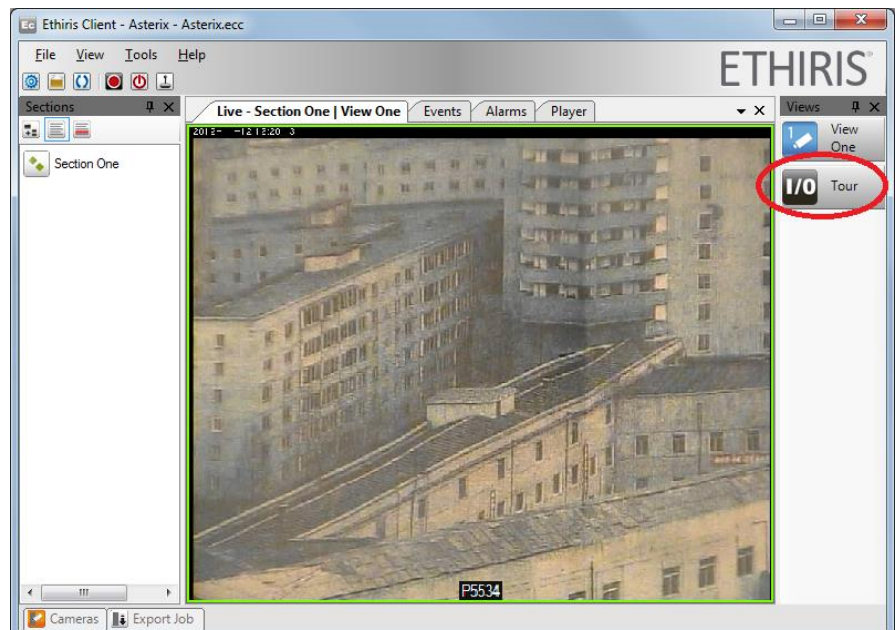 Ethiris Client - Asterix - Asterix.ecc
File View Tools Help
ETHIRIS
Sections
Live - Section One | View One Events Alarms Player
Views
Section One
1 View One
I/O Tour
P5534
Cameras Export Job